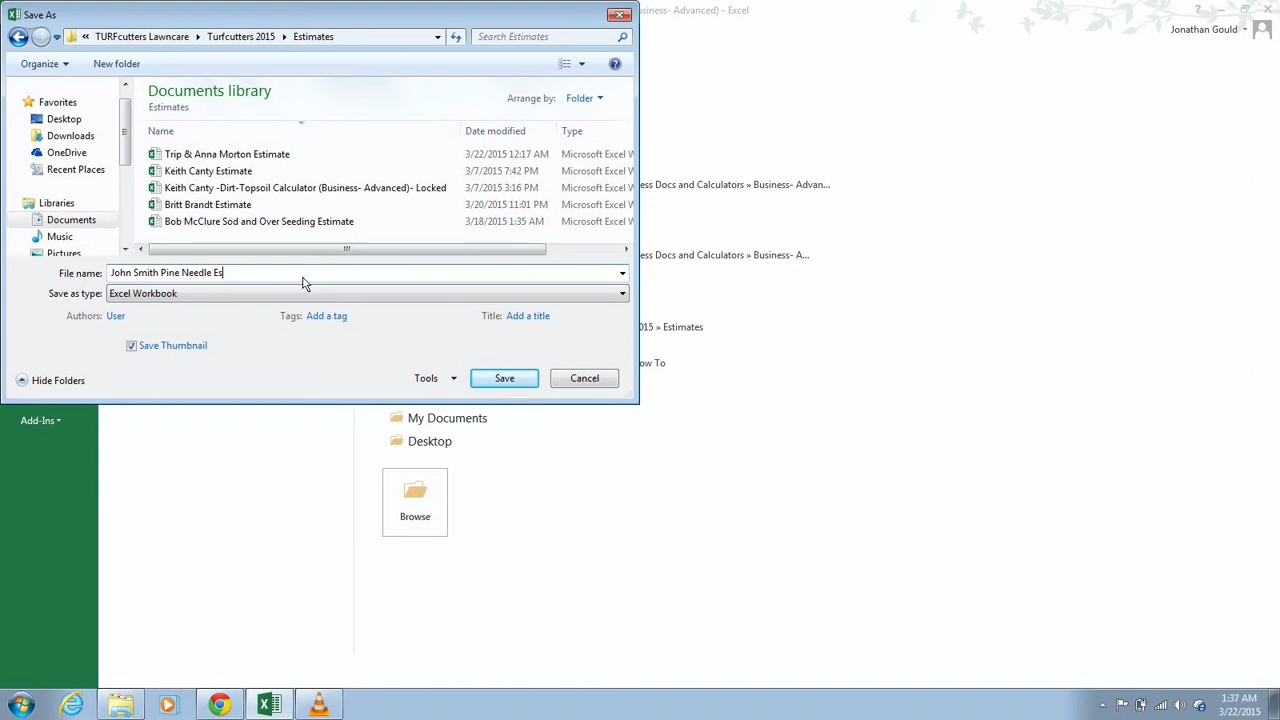 Save As
usiness- Advanced) - Excel
« TURFcutters Lawncare Turfcutters 2015 Estimates
Search Estimates
Jonathan Gould
Organize
New folder
Documents library
Estimates
Arrange by: Folder
Favorites
Desktop
Downloads
OneDrive
Recent Places
Libraries
Documents
Music
Pictures
Name Date modified Type
Trip & Anna Morton Estimate 3/22/2015 12:17 AM Microsoft Excel W
Keith Canty Estimate 3/7/2015 7:42 PM Microsoft Excel W
Keith Canty -Dirt-Topsoil Calculator (Business- Advanced)- Locked 3/7/2015 3:16 PM Microsoft Excel W
Britt Brandt Estimate 3/20/2015 11:01 PM Microsoft Excel W
Bob McClure Sod and Over Seeding Estimate 3/18/2015 1:35 AM Microsoft Excel W
File name: John Smith Pine Needle Es
Save as type: Excel Workbook
Authors: User
Tags: Add a tag
Title: Add a title
Save Thumbnail
Hide Folders
Tools
Save
Cancel
ess Docs and Calculators » Business- Advan...
ess Docs and Calculators » Business- A...
015 » Estimates
ow To
Add-Ins
My Documents
Desktop
Browse
1:37 AM
3/22/2015